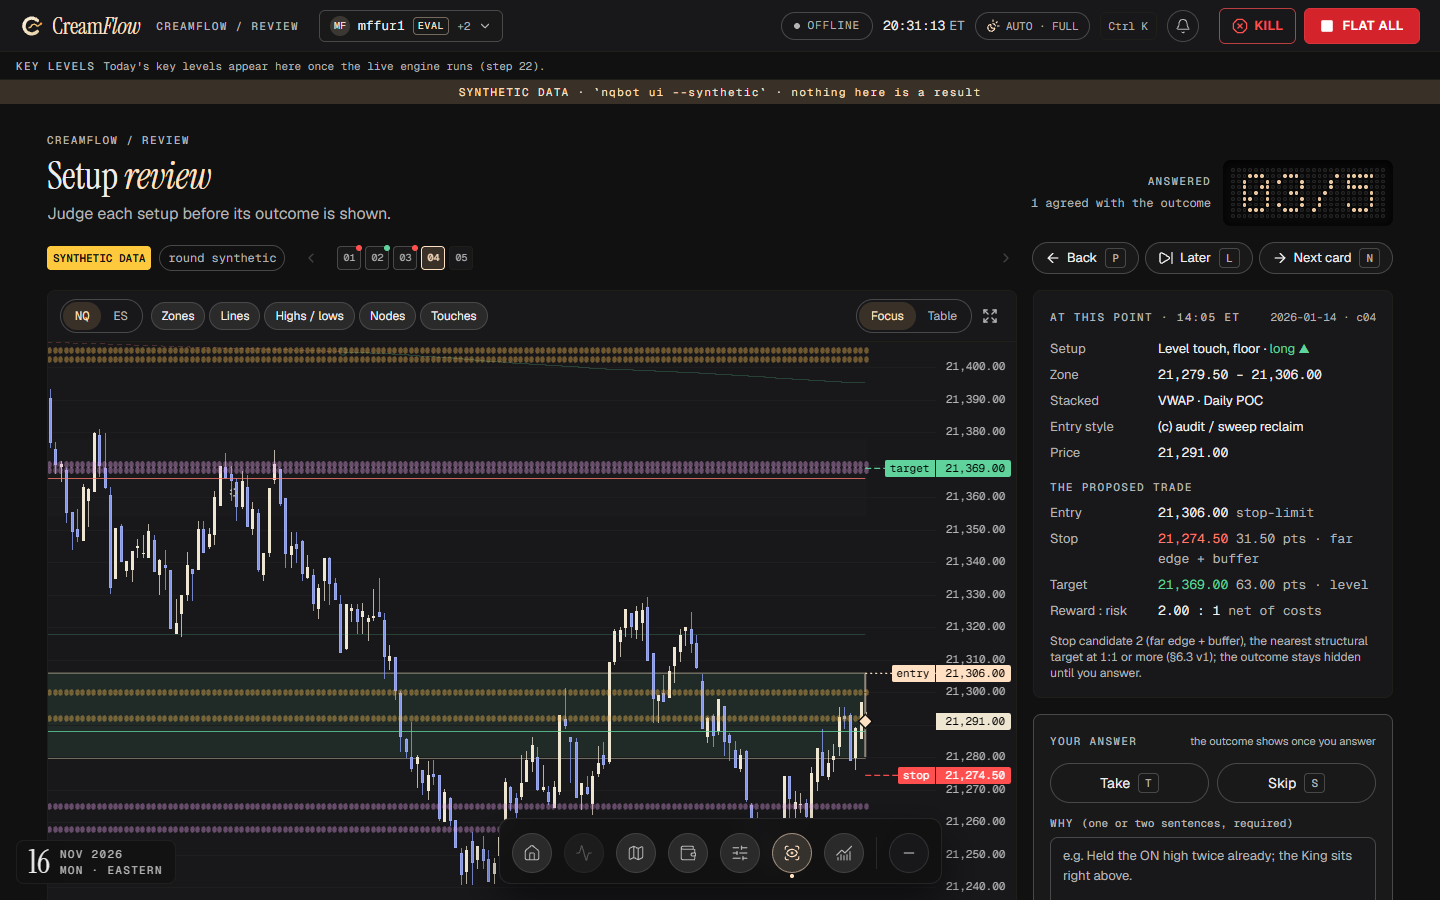 CreamFlow CREAMFLOW / REVIEW MF mffur1 EVAL +2 OFFLINE 20:31:13 ET AUTO · FULL Ctrl K KILL FLAT ALL
KEY LEVELS Today's key levels appear here once the live engine runs (step 22).
SYNTHETIC DATA · `nqbot ui --synthetic` · nothing here is a result
CREAMFLOW / REVIEW
Setup review
Judge each setup before its outcome is shown.
ANSWERED
1 agreed with the outcome
03/5
SYNTHETIC DATA round synthetic 01 02 03 04 05 Back P Later L Next card N
NQ ES Zones Lines Highs / lows Nodes Touches Focus Table
21,400.00
21,390.00
21,380.00
target 21,369.00
21,360.00
21,350.00
21,340.00
21,330.00
21,320.00
21,310.00
entry 21,306.00
21,300.00
21,291.00
21,280.00
stop 21,274.50
21,270.00
21,260.00
21,250.00
21,240.00
AT THIS POINT · 14:05 ET 2026-01-14 · c04
Setup Level touch, floor · long ▲
Zone 21,279.50 – 21,306.00
Stacked VWAP · Daily POC
Entry style (c) audit / sweep reclaim
Price 21,291.00
THE PROPOSED TRADE
Entry 21,306.00 stop-limit
Stop 21,274.50 31.50 pts · far
edge + buffer
Target 21,369.00 63.00 pts · level
Reward : risk 2.00 : 1 net of costs
Stop candidate 2 (far edge + buffer), the nearest structural
target at 1:1 or more (§6.3 v1); the outcome stays hidden
until you answer.
YOUR ANSWER the outcome shows once you answer
Take T Skip S
WHY (one or two sentences, required)
e.g. Held the ON high twice already; the King sits
right above.
16 NOV 2026
MON · EASTERN